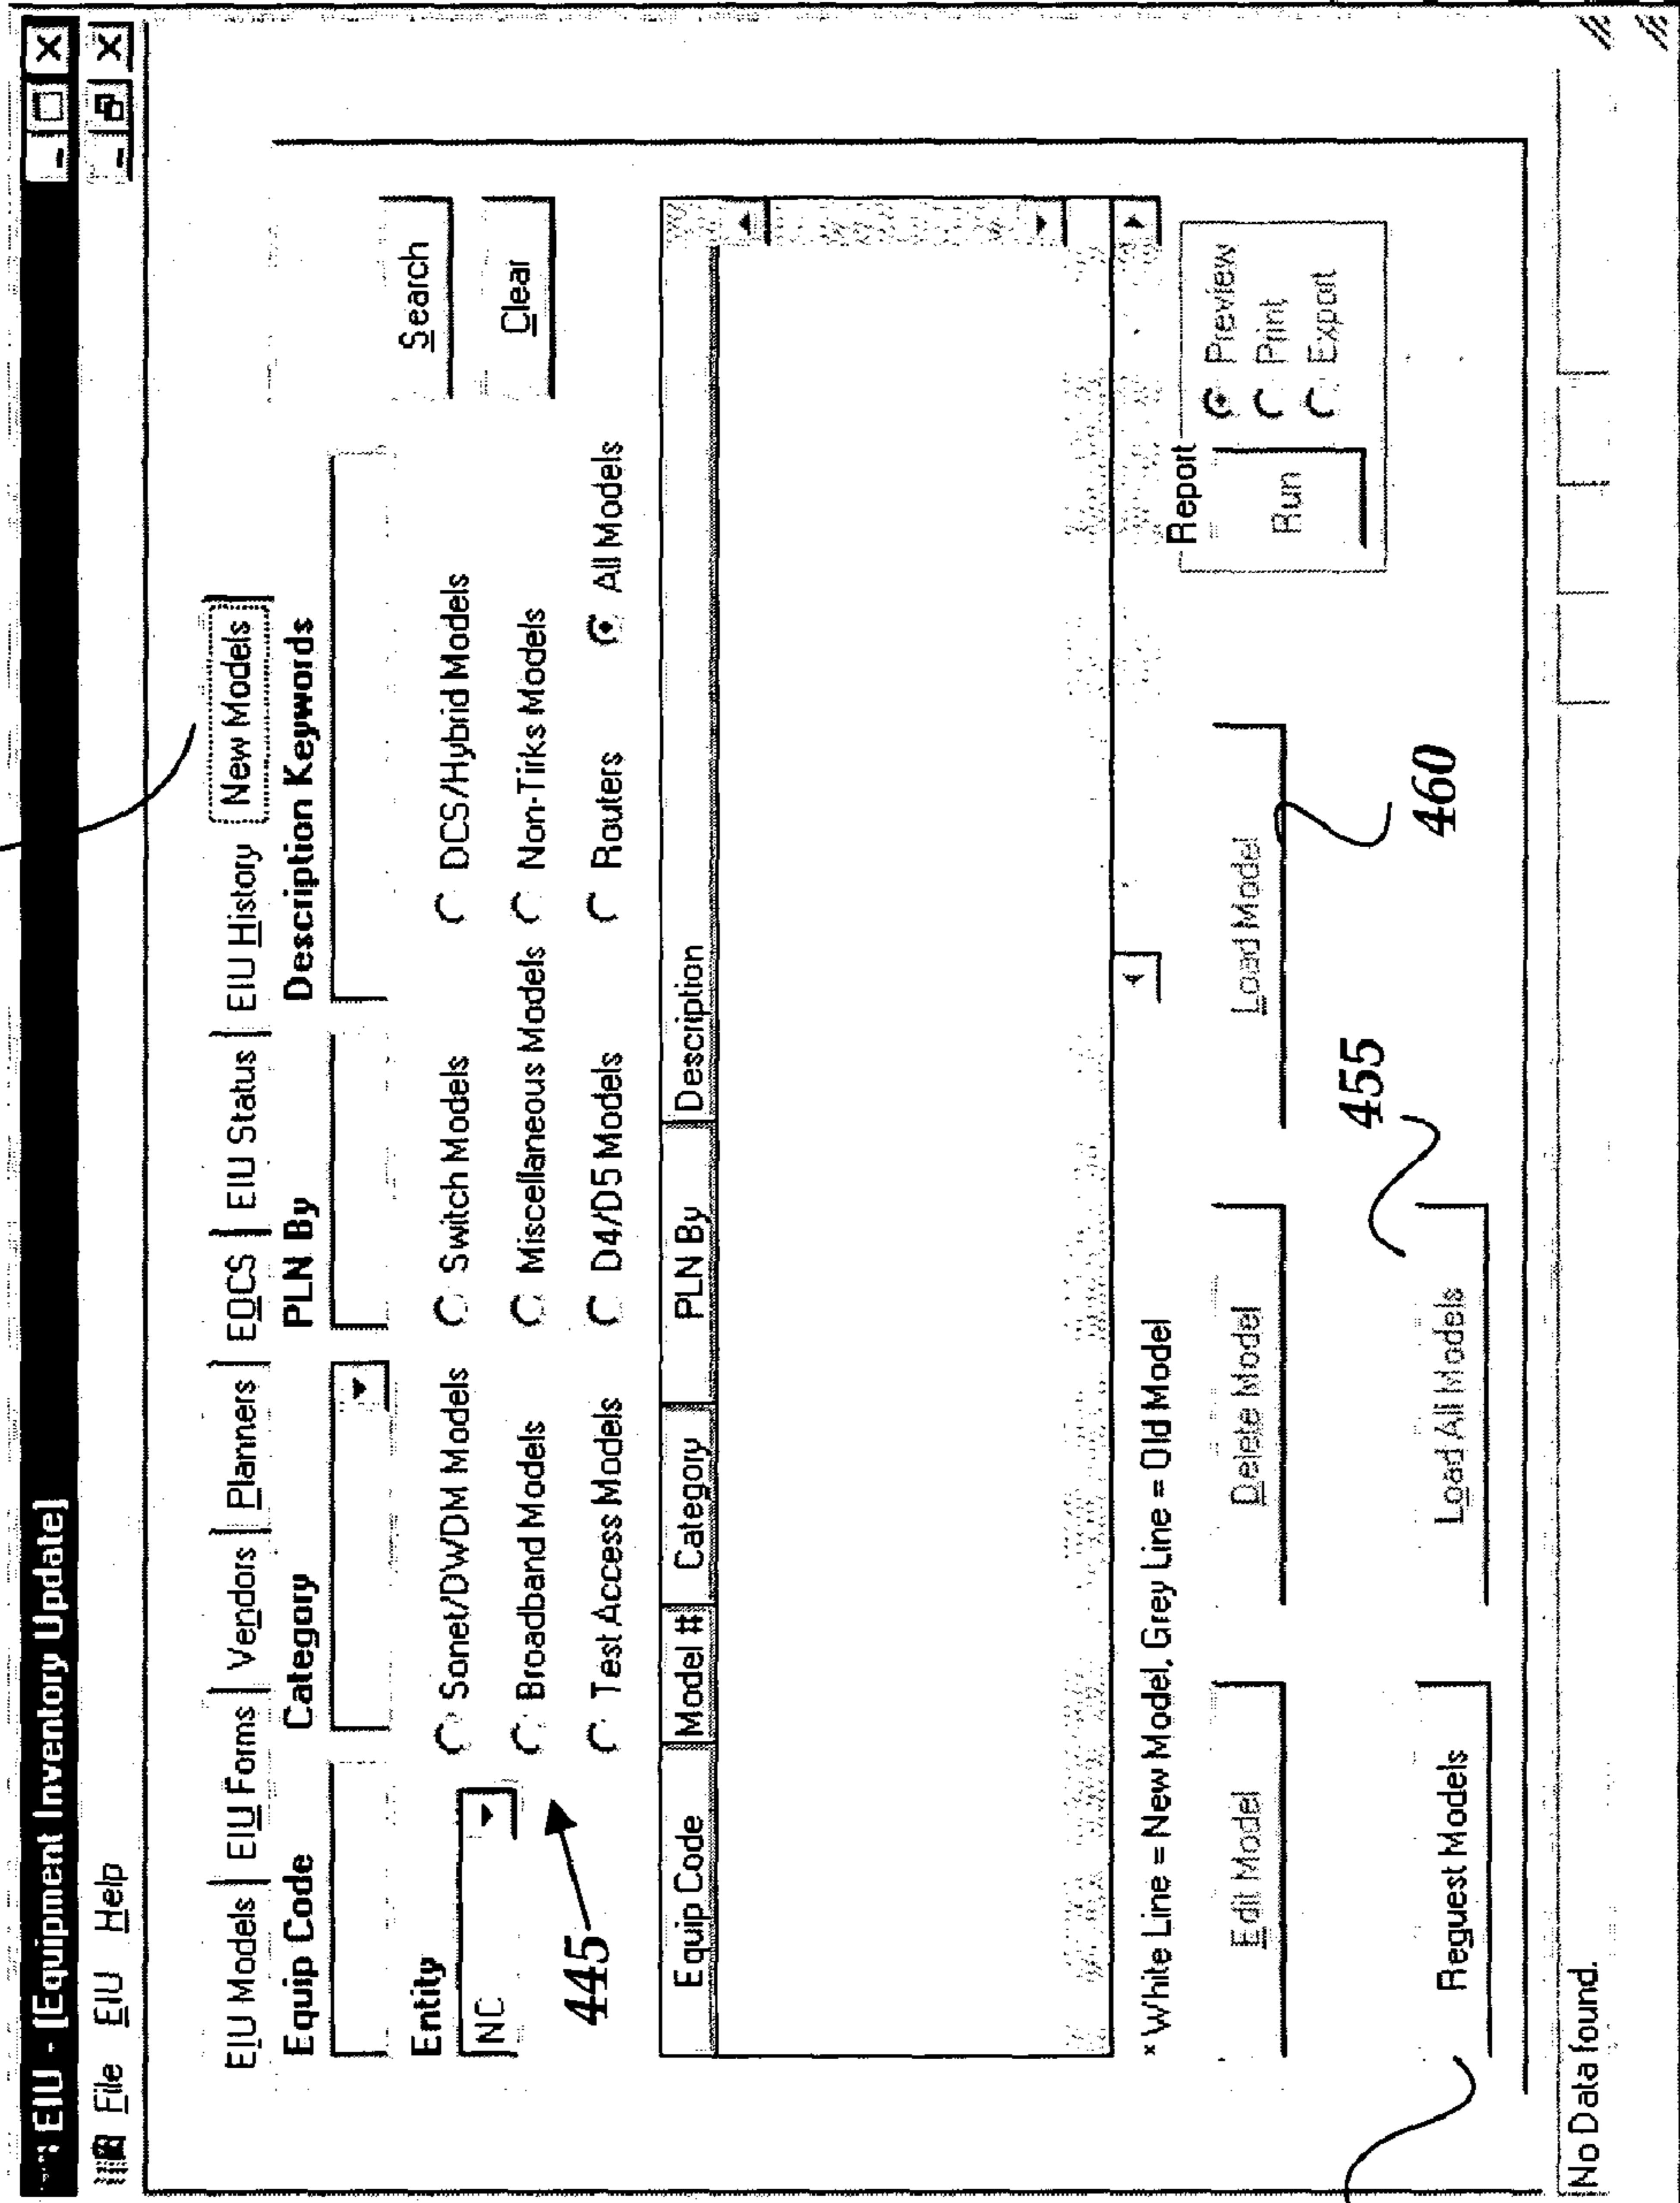 EIU - [Equipment Inventory Update]
File EIU Help
EIU Models EIU Forms Vendors Planners EOCS EIU Status EIU History New Models
Equip Code Category PLN By Description Keywords
Search
Entity
NC
Sonet/DWDM Models Switch Models DCS/Hybrid Models
Clear
Broadband Models Miscellaneous Models Non-Tirks Models
445
Test Access Models D4/D5 Models Routers All Models
Equip Code Model # Category PLN By Description
* White Line = New Model, Grey Line = Old Model
Report
Edit Model Delete Model Load Model
Run
Preview
Print
Export
455
460
Request Models Load All Models
No Data found.